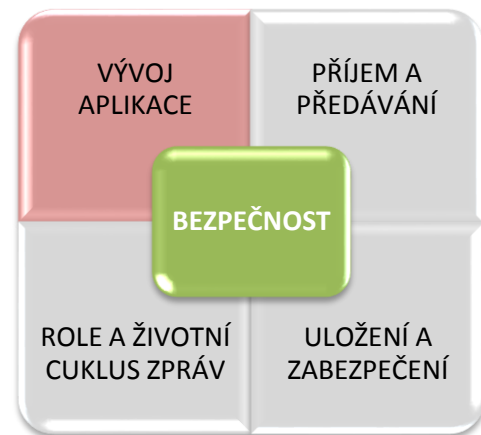 VÝVOJ
APLIKACE
PŘÍJEM A
PŘEDÁVÁNÍ
BEZPEČNOST
ROLE A ŽIVOTNÍ
CUKLUS ZPRÁV
ULOŽENÍ A
ZABEZPEČENÍ